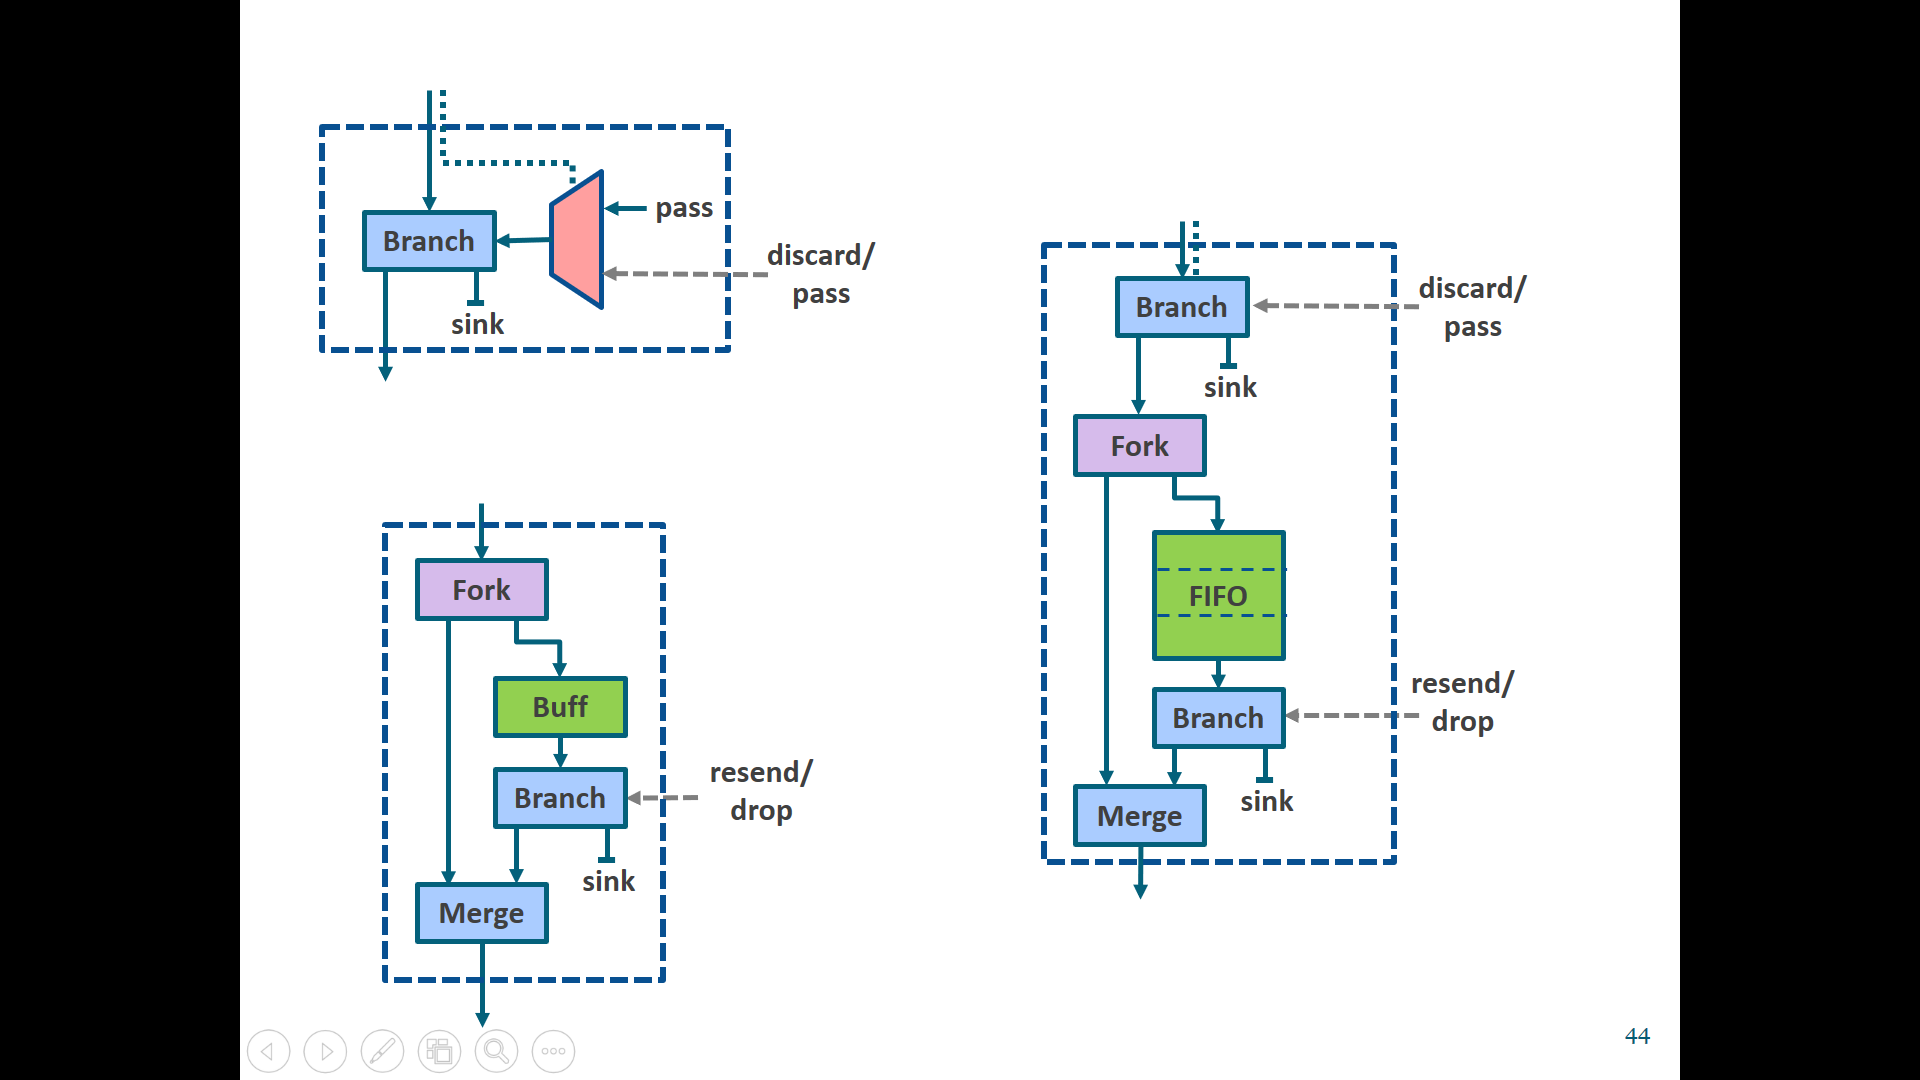 pass
Branch
discard/
pass
sink
Fork
Buff
resend/
drop
Branch
sink
Merge
Branch
discard/
pass
sink
Fork
FIFO
resend/
drop
Branch
sink
Merge
44